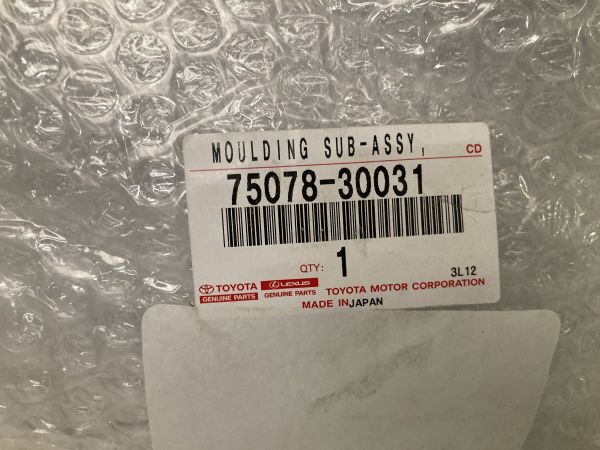 MOULDING SUB-ASSY,
CD
75078-30031
QTY: 1
3L12
TOYOTA LEXUS
GENUINE PARTS GENUINE PARTS TOYOTA MOTOR CORPORATION
MADE IN JAPAN